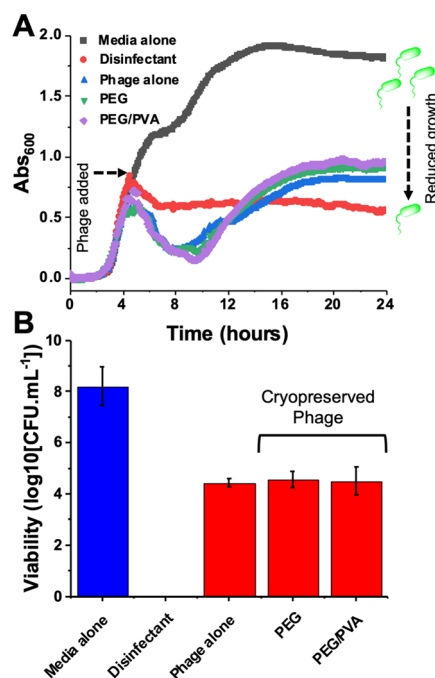 A
Media alone
Disinfectant
Phage alone
PEG
PEG/PVA
Abs600
2.0
1.5
1.0
0.5
0.0
Phage added
Reduced growth
0 4 8 12 16 20 24
Time (hours)
B
Viability (log10[CFU.mL-1])
10
8
6
4
2
0
Cryopreserved
Phage
Media alone
Disinfectant
Phage alone
PEG
PEG/PVA